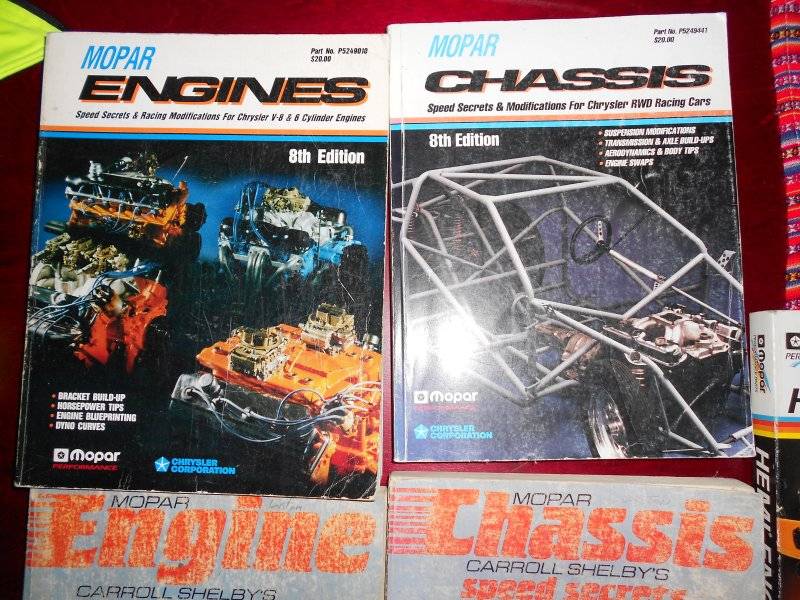 MOPAR
Part No. P5249010
$20.00
ENGINES
Speed Secrets & Racing Modifications For Chrysler V-8 & 6 Cylinder Engines
8th Edition
• BRACKET BUILD-UP
• HORSEPOWER TIPS
• ENGINE BLUEPRINTING
• DYNO CURVES
Mopar
PERFORMANCE
CHRYSLER
CORPORATION
MOPAR
Part No. P5249441
$20.00
CHASSIS
Speed Secrets & Modifications For Chrysler RWD Racing Cars
8th Edition
• SUSPENSION MODIFICATIONS
• TRANSMISSION & AXLE BUILD-UPS
• AERODYNAMICS & BODY TIPS
• ENGINE SWAPS
Mopar
PERFORMANCE
CHRYSLER
CORPORATION
MOPAR
Engine
CARROLL SHELBY'S
MOPAR
Chassis
CARROLL SHELBY'S
speed secrets
Mopar
HEMI